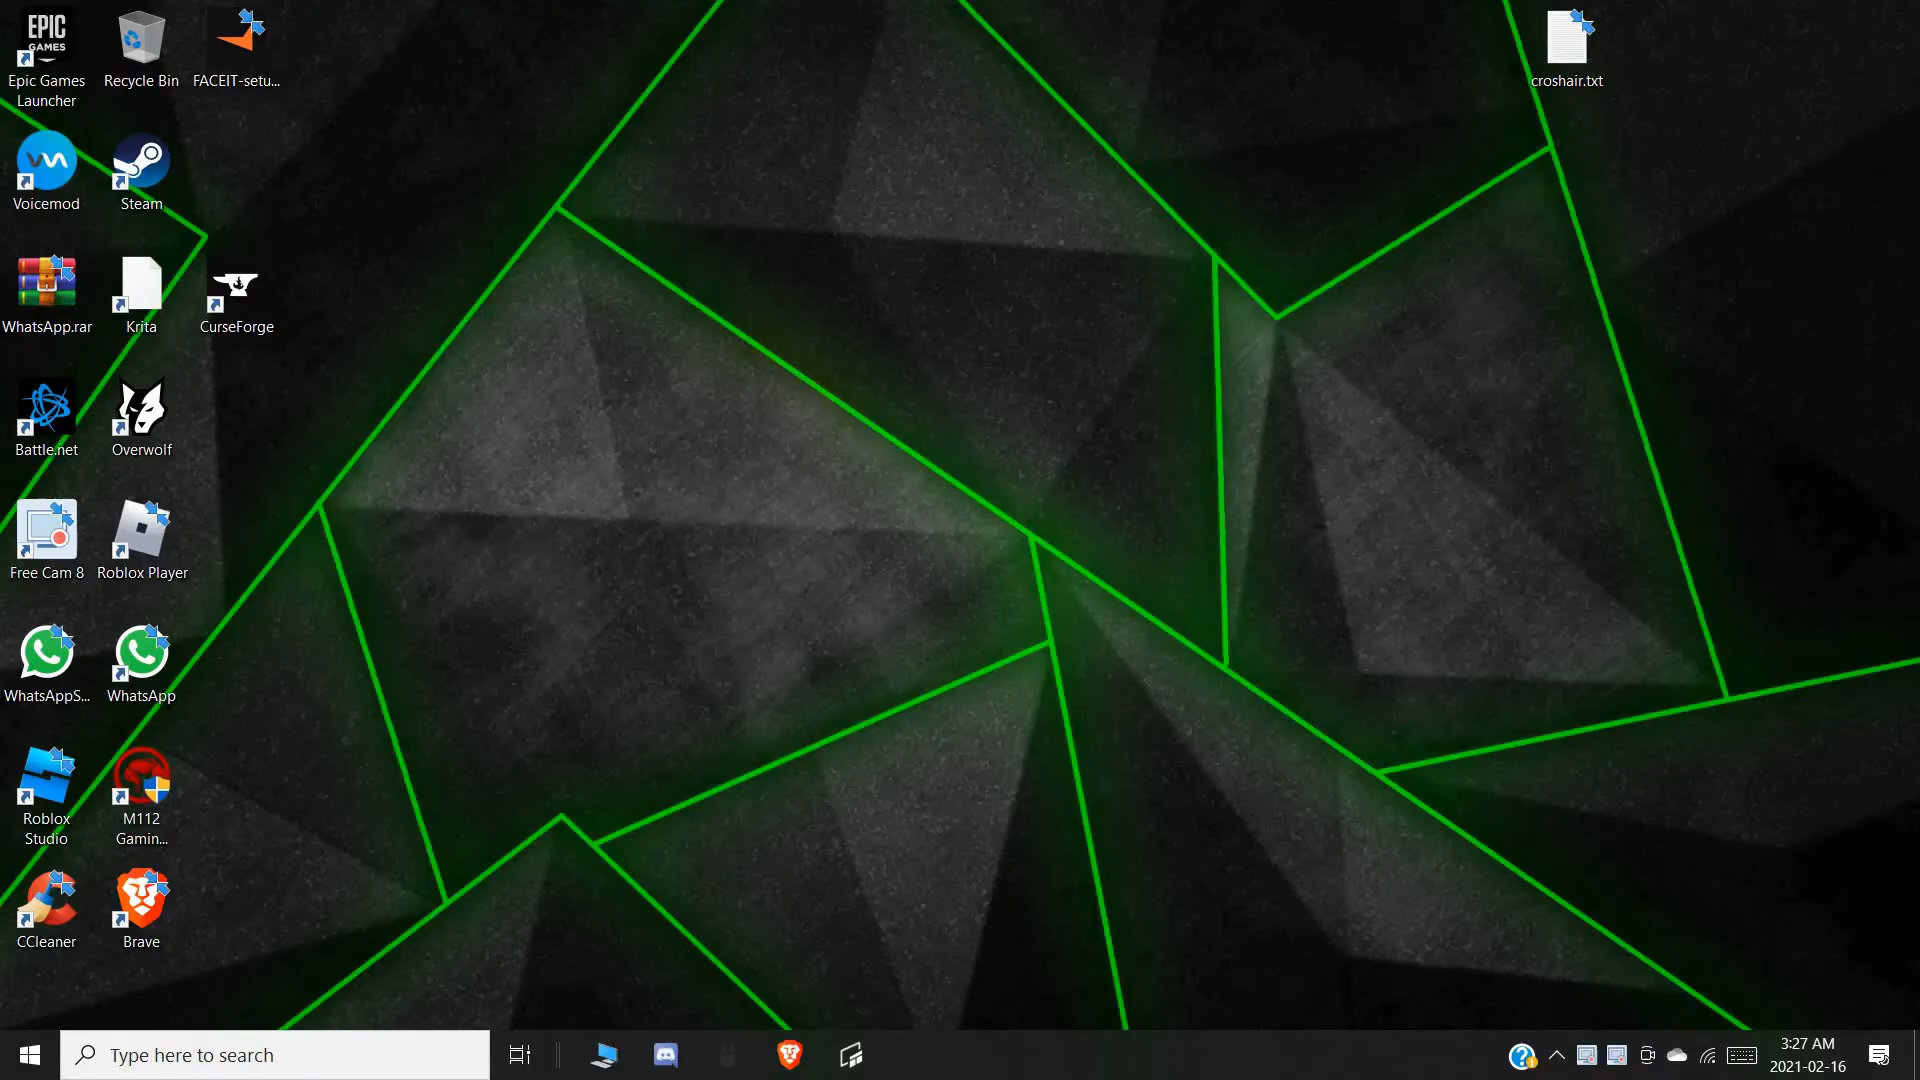 EPIC
GAMES
Epic Games
Launcher
Recycle Bin
FACEIT-setu...
croshair.txt
Voicemod
Steam
WhatsApp.rar
Krita
CurseForge
Battle.net
Overwolf
Free Cam 8
Roblox Player
WhatsAppS...
WhatsApp
Roblox
Studio
M112
Gamin...
CCleaner
Brave
Type here to search
3:27 AM
2021-02-16